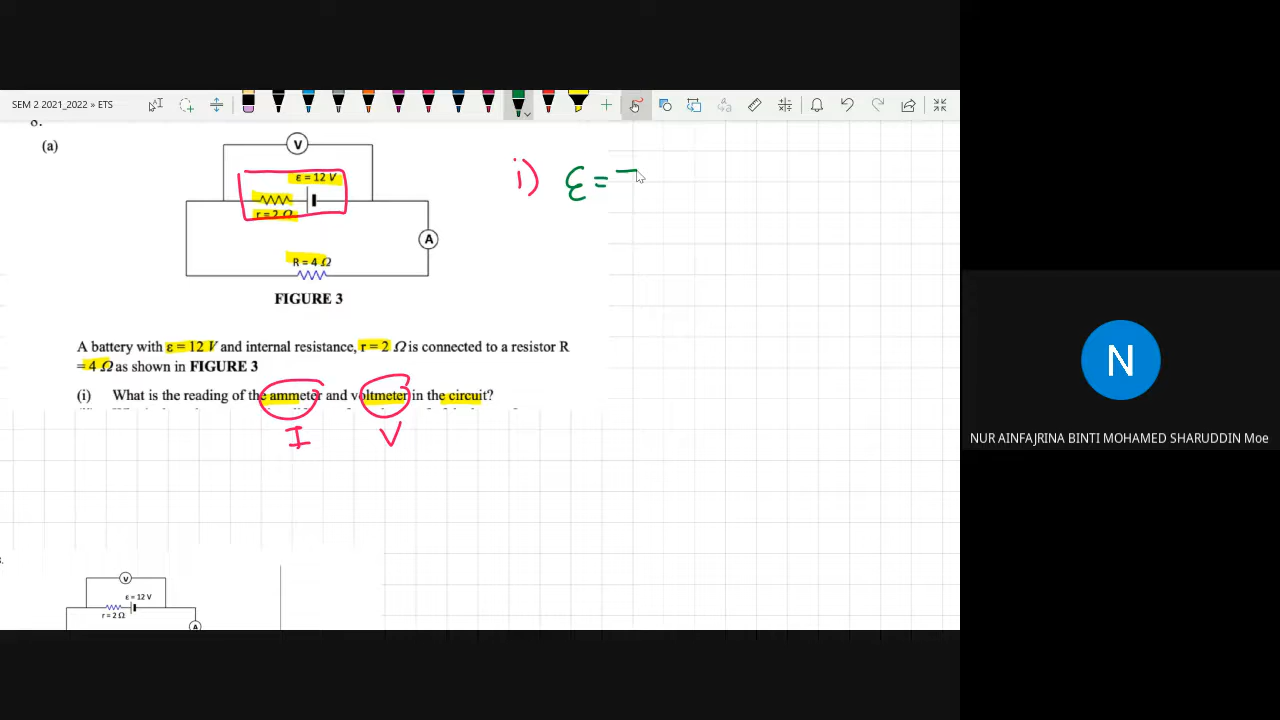 SEM 2 2021_2022 » ETS
(a)
V
ε = 12 V
r = 2 Ω
A
R = 4 Ω
FIGURE 3
A battery with ε = 12 V and internal resistance, r = 2 Ω is connected to a resistor R
= 4 Ω as shown in FIGURE 3
(i) What is the reading of the ammeter and voltmeter in the circuit?
I V
i) ε =
V
ε = 12 V
r = 2 Ω
A
N
NUR AINFAJRINA BINTI MOHAMED SHARUDDIN Moe